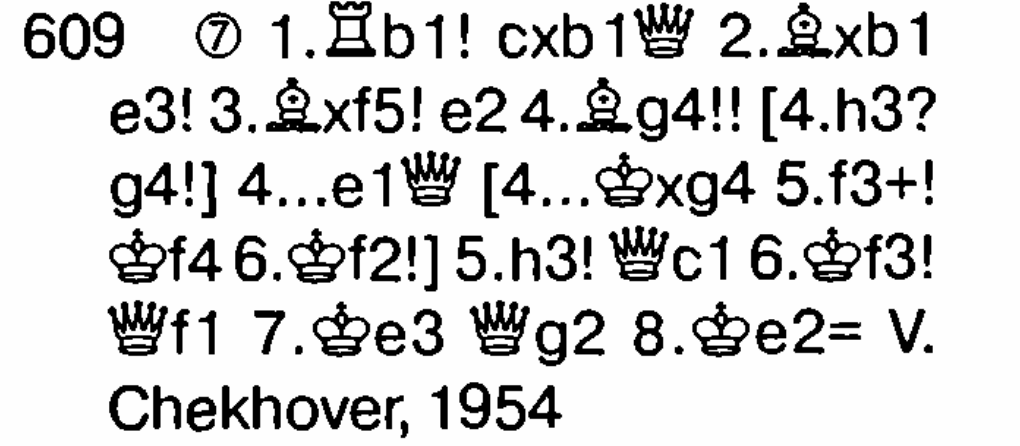 609 ⑦ 1.♖b1! cxb1♕ 2.♗xb1
e3! 3.♗xf5! e2 4.♗g4!! [4.h3?
g4!] 4...e1♕ [4...♔xg4 5.f3+!
♔f4 6.♔f2!] 5.h3! ♕c1 6.♔f3!
♕f1 7.♔e3 ♕g2 8.♔e2= V.
Chekhover, 1954